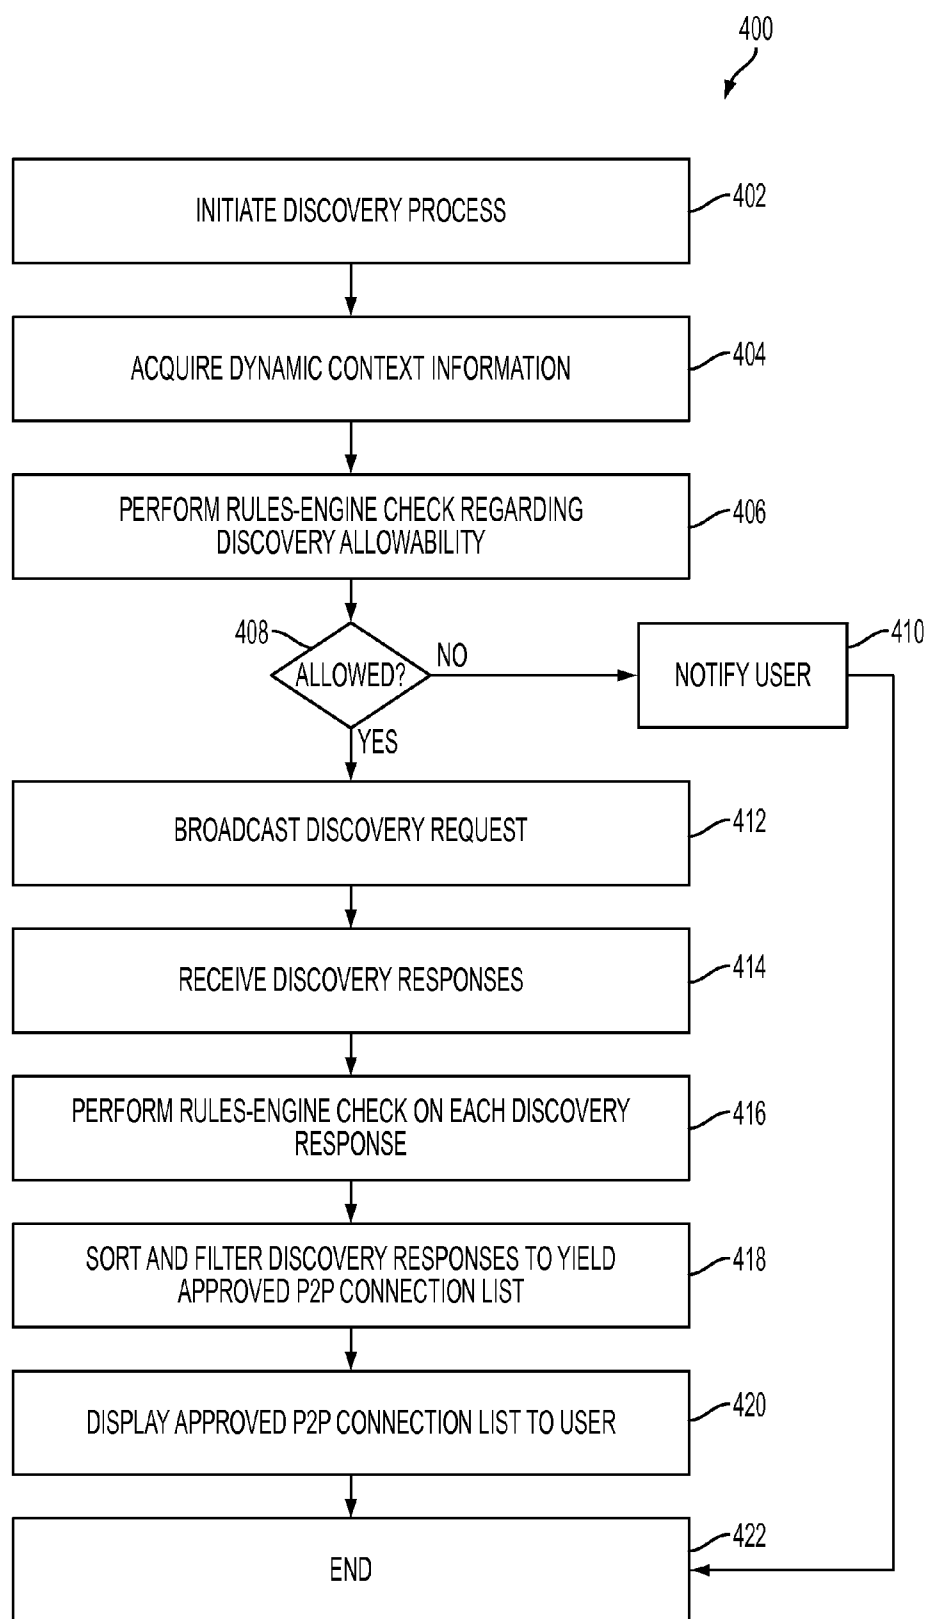 400
INITIATE DISCOVERY PROCESS
402
ACQUIRE DYNAMIC CONTEXT INFORMATION
404
PERFORM RULES-ENGINE CHECK REGARDING
DISCOVERY ALLOWABILITY
406
408
ALLOWED?
NO
YES
NOTIFY USER
410
BROADCAST DISCOVERY REQUEST
412
RECEIVE DISCOVERY RESPONSES
414
PERFORM RULES-ENGINE CHECK ON EACH DISCOVERY
RESPONSE
416
SORT AND FILTER DISCOVERY RESPONSES TO YIELD
APPROVED P2P CONNECTION LIST
418
DISPLAY APPROVED P2P CONNECTION LIST TO USER
420
END
422